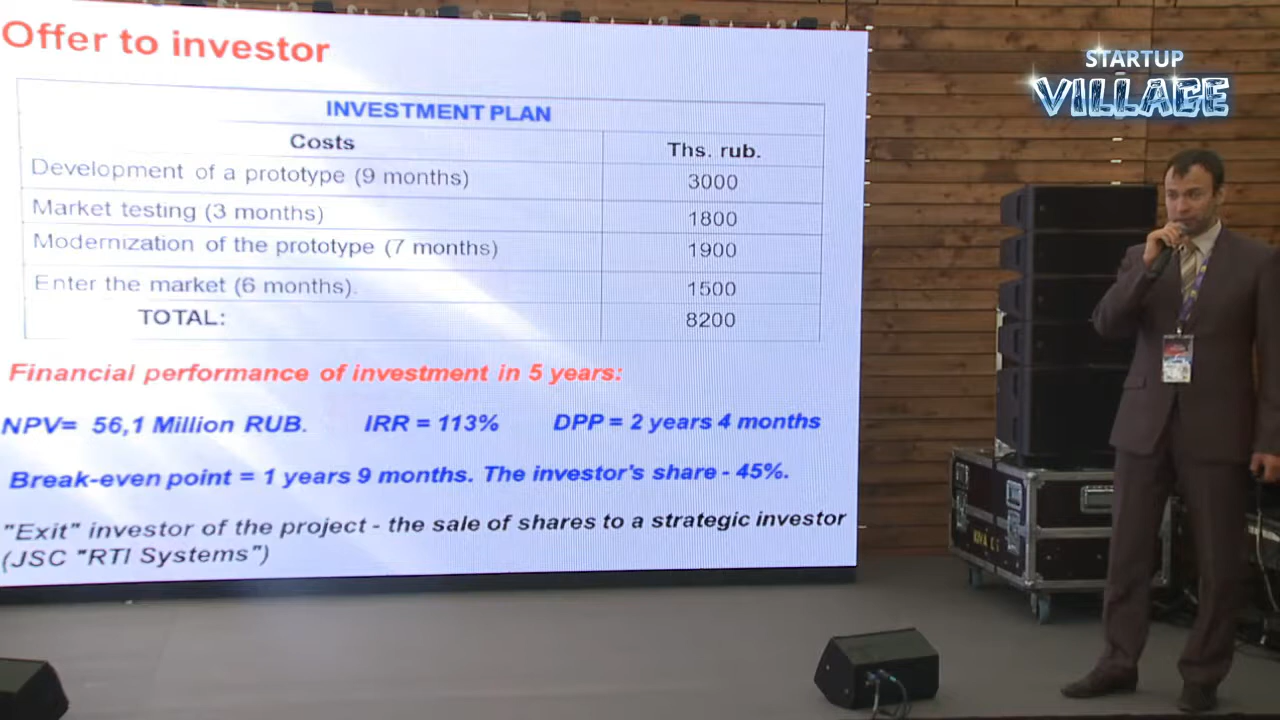 Offer to investor
STARTUP
VILLAGE
INVESTMENT PLAN
Costs Ths. rub.
Development of a prototype (9 months) 3000
Market testing (3 months) 1800
Modernization of the prototype (7 months) 1900
Enter the market (6 months). 1500
TOTAL: 8200
Financial performance of investment in 5 years:
NPV= 56,1 Million RUB. IRR = 113% DPP = 2 years 4 months
Break-even point = 1 years 9 months. The investor's share - 45%.
"Exit" investor of the project - the sale of shares to a strategic investor
(JSC "RTI Systems")